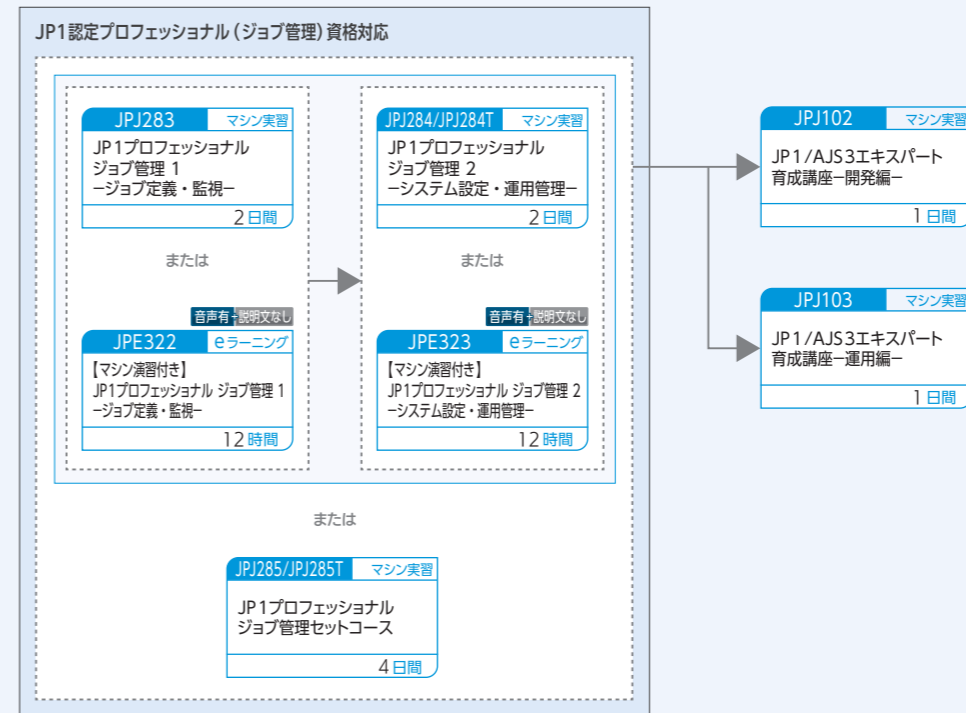 JP1認定プロフェッショナル(ジョブ管理)資格対応
JPJ283 マシン実習
JP1プロフェッショナル
ジョブ管理 1
−ジョブ定義・監視−
2日間
または
音声有+説明文なし
JPE322 eラーニング
【マシン演習付き】
JP1プロフェッショナル ジョブ管理 1
−ジョブ定義・監視−
12時間
JPJ284/JPJ284T マシン実習
JP1プロフェッショナル
ジョブ管理 2
−システム設定・運用管理−
2日間
または
音声有+説明文なし
JPE323 eラーニング
【マシン演習付き】
JP1プロフェッショナル ジョブ管理 2
−システム設定・運用管理−
12時間
または
JPJ285/JPJ285T マシン実習
JP1プロフェッショナル
ジョブ管理セットコース
4日間
JPJ102 マシン実習
JP1/AJS3エキスパート
育成講座−開発編−
1日間
JPJ103 マシン実習
JP1/AJS3エキスパート
育成講座−運用編−
1日間